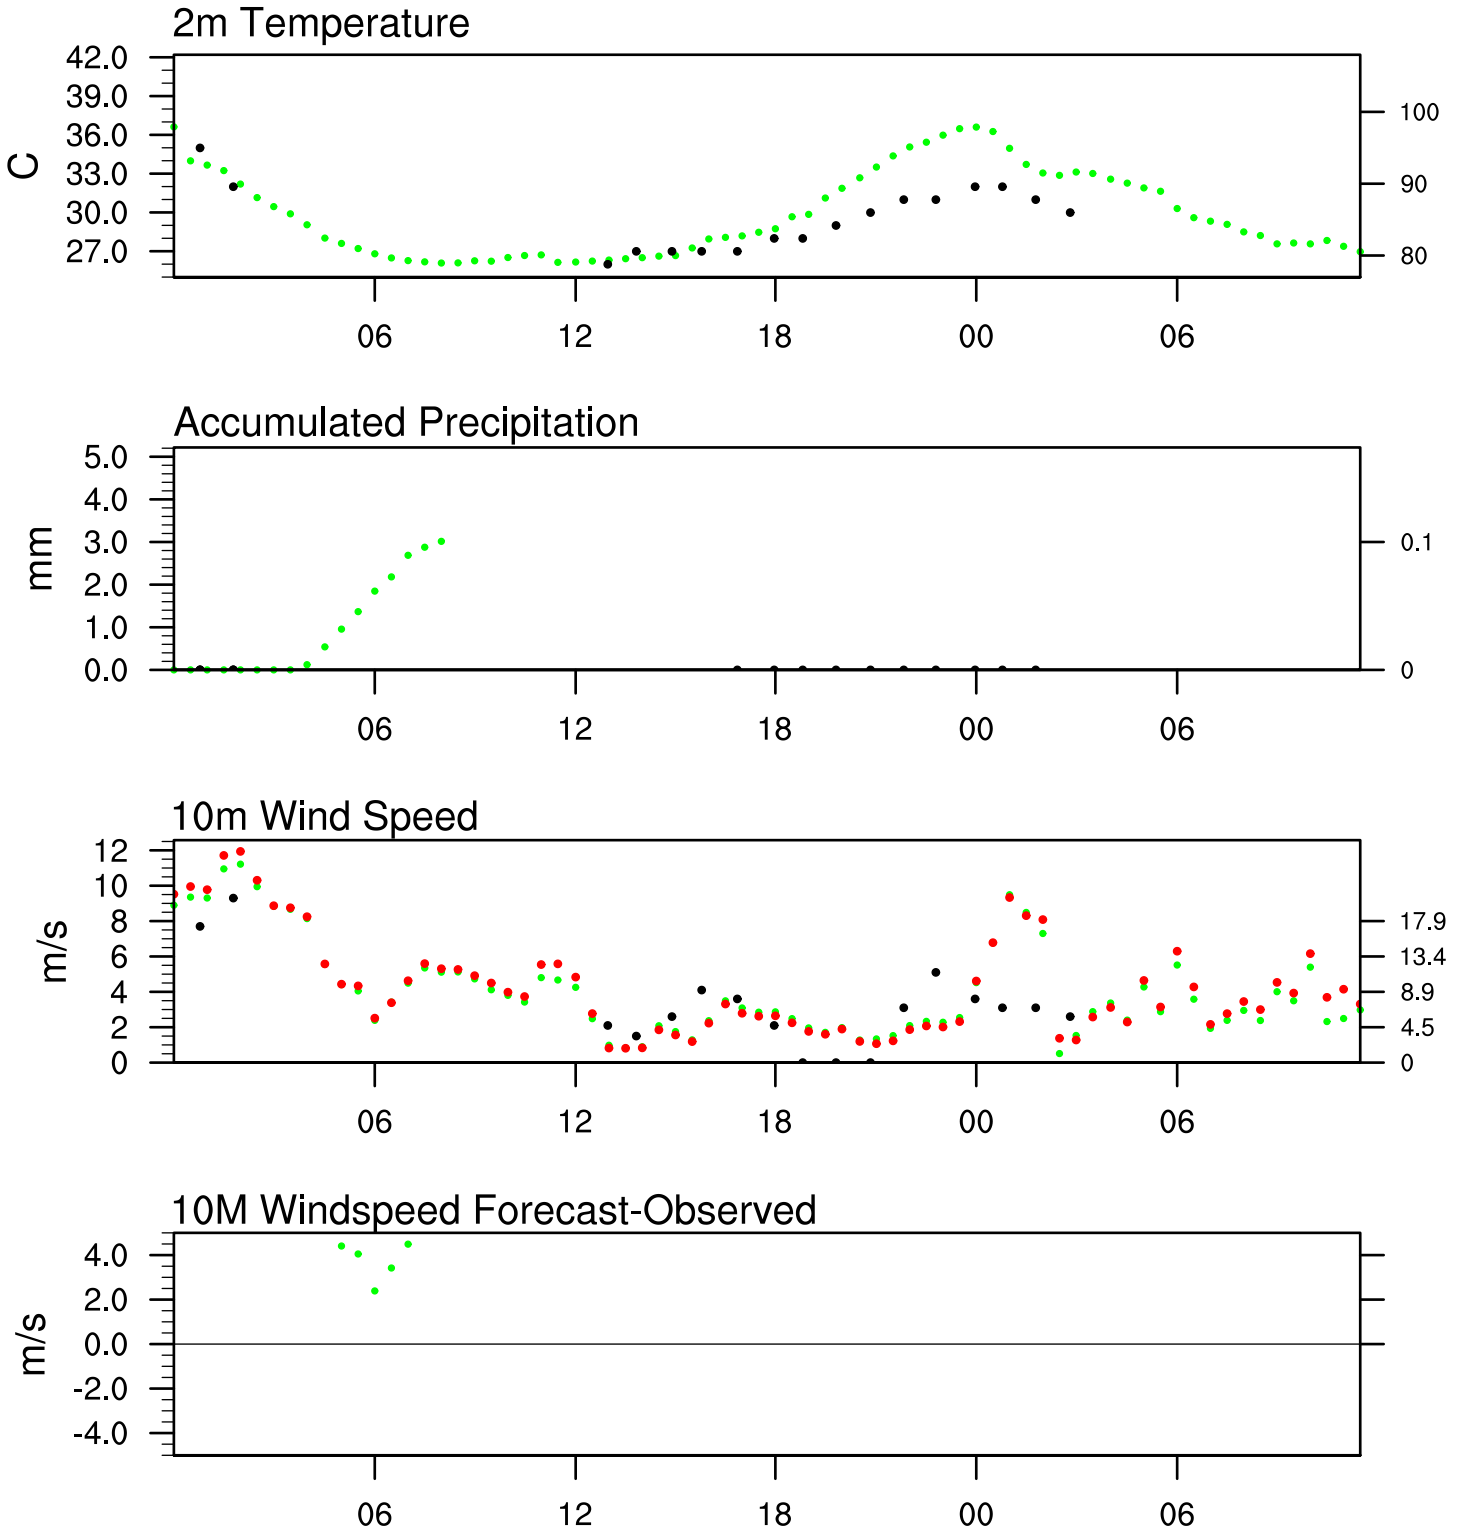 2m Temperature
42.0
39.0
36.0
33.0
30.0
27.0
C
100
90
80
06 12 18 00 06
Accumulated Precipitation
5.0
4.0
3.0
2.0
1.0
0.0
mm
0.1
0
06 12 18 00 06
10m Wind Speed
12
10
8
6
4
2
0
m/s
17.9
13.4
8.9
4.5
0
06 12 18 00 06
10M Windspeed Forecast-Observed
4.0
2.0
0.0
-2.0
-4.0
m/s
06 12 18 00 06